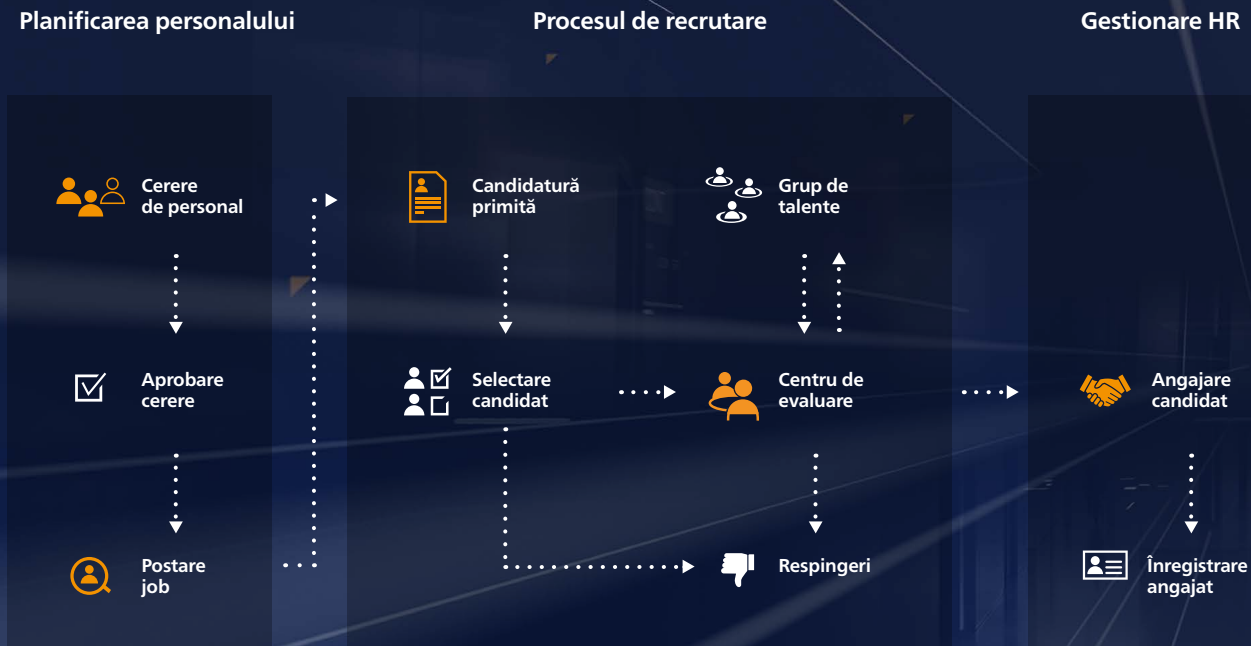 Planificarea personalului
Procesul de recrutare
Gestionare HR
Cerere
de personal
Aprobare
cerere
Postare
job
Candidatură
primită
Selectare
candidat
Grup de
talente
Centru de
evaluare
Respingeri
Angajare
candidat
Înregistrare
angajat